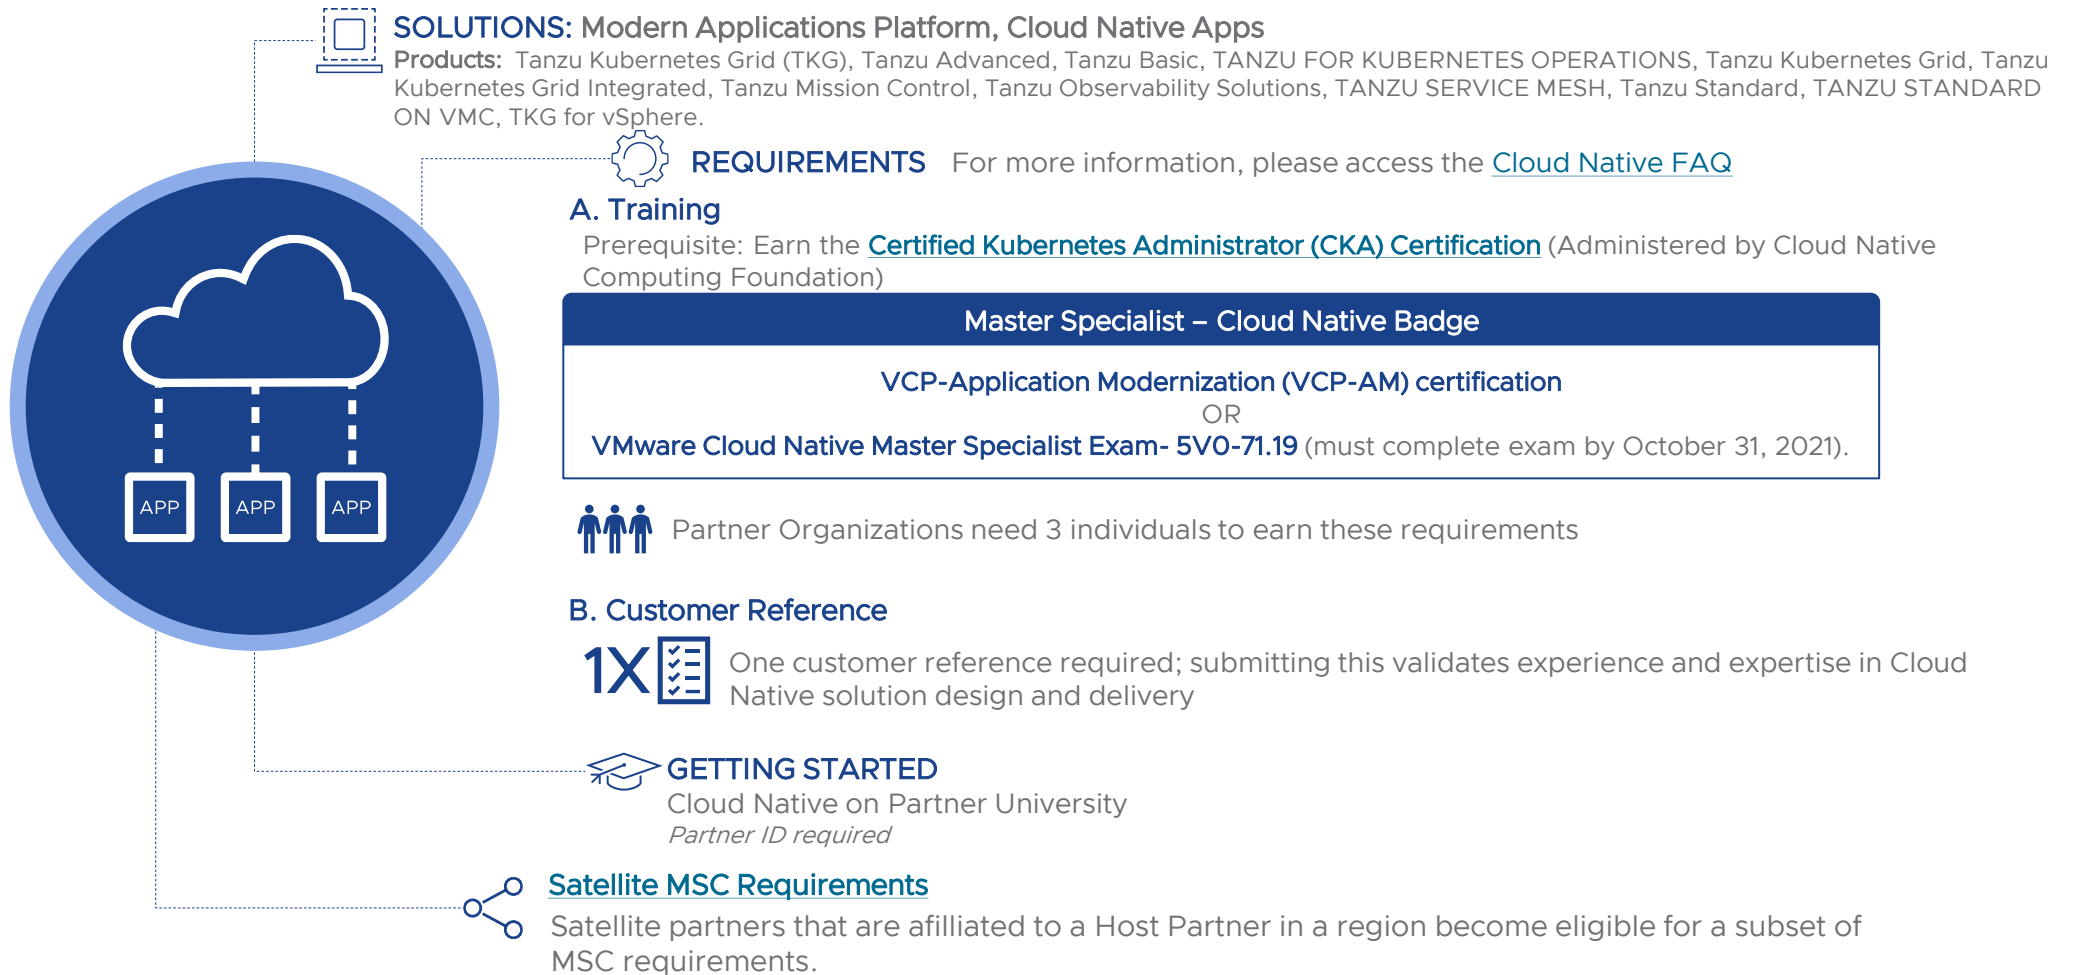 SOLUTIONS: Modern Applications Platform, Cloud Native Apps
Products: Tanzu Kubernetes Grid (TKG), Tanzu Advanced, Tanzu Basic, TANZU FOR KUBERNETES OPERATIONS, Tanzu Kubernetes Grid, Tanzu
Kubernetes Grid Integrated, Tanzu Mission Control, Tanzu Observability Solutions, TANZU SERVICE MESH, Tanzu Standard, TANZU STANDARD
ON VMC, TKG for vSphere.
REQUIREMENTS For more information, please access the Cloud Native FAQ
A. Training
Prerequisite: Earn the Certified Kubernetes Administrator (CKA) Certification (Administered by Cloud Native
Computing Foundation)
Master Specialist – Cloud Native Badge
VCP-Application Modernization (VCP-AM) certification
OR
VMware Cloud Native Master Specialist Exam- 5V0-71.19 (must complete exam by October 31, 2021).
APP APP APP
Partner Organizations need 3 individuals to earn these requirements
B. Customer Reference
1X One customer reference required; submitting this validates experience and expertise in Cloud
Native solution design and delivery
GETTING STARTED
Cloud Native on Partner University
Partner ID required
Satellite MSC Requirements
Satellite partners that are afilliated to a Host Partner in a region become eligible for a subset of
MSC requirements.